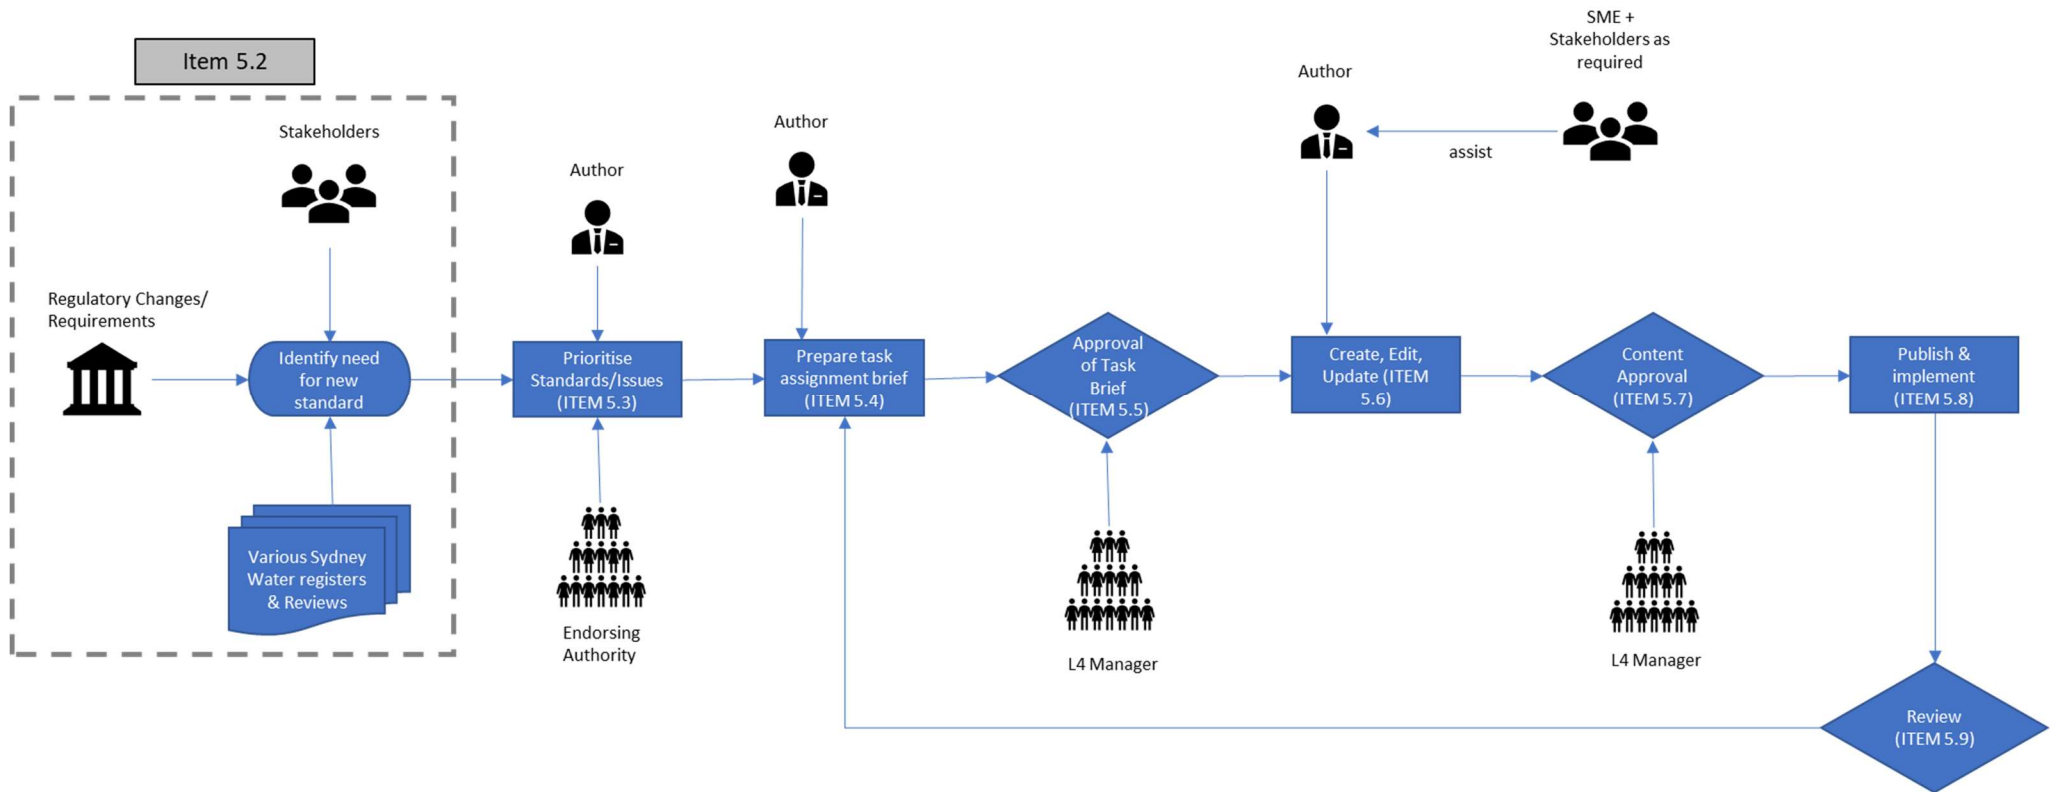 Item 5.2
Stakeholders
Regulatory Changes/
Requirements
Identify need
for new
standard
Various Sydney
Water registers
& Reviews
Author
Prioritise
Standards/Issues
(ITEM 5.3)
Endorsing
Authority
Author
Prepare task
assignment brief
(ITEM 5.4)
Approval
of Task
Brief
(ITEM 5.5)
L4 Manager
Author
assist
SME +
Stakeholders as
required
Create, Edit,
Update (ITEM
5.6)
Content
Approval
(ITEM 5.7)
L4 Manager
Publish &
implement
(ITEM 5.8)
Review
(ITEM 5.9)